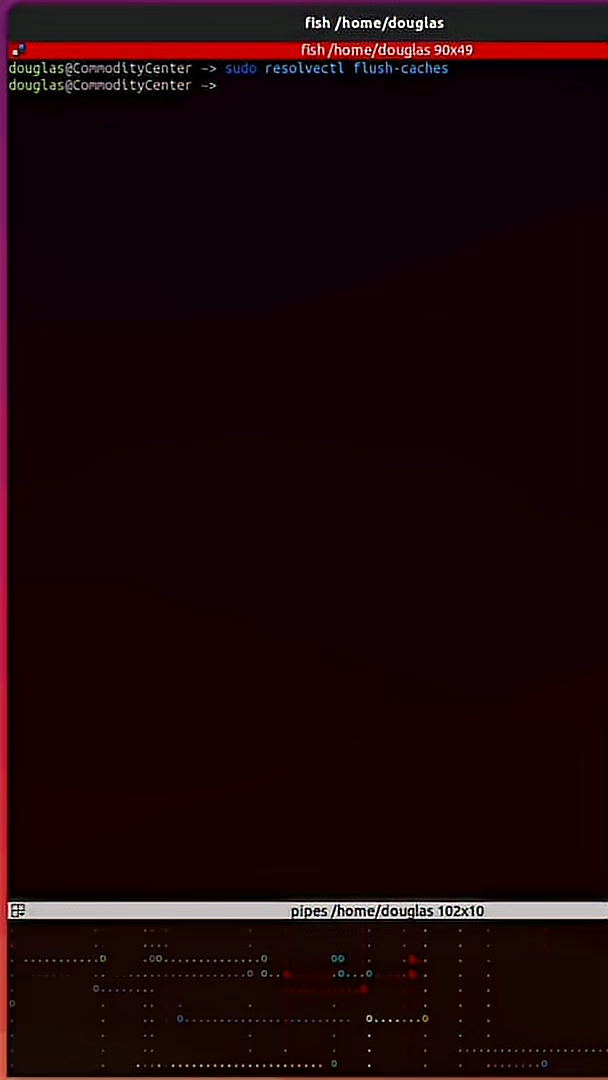 fish /home/douglas
fish /home/douglas 90x49
douglas@CommodityCenter ~> sudo resolvectl flush-caches
douglas@CommodityCenter ~>
pipes /home/douglas 102x10